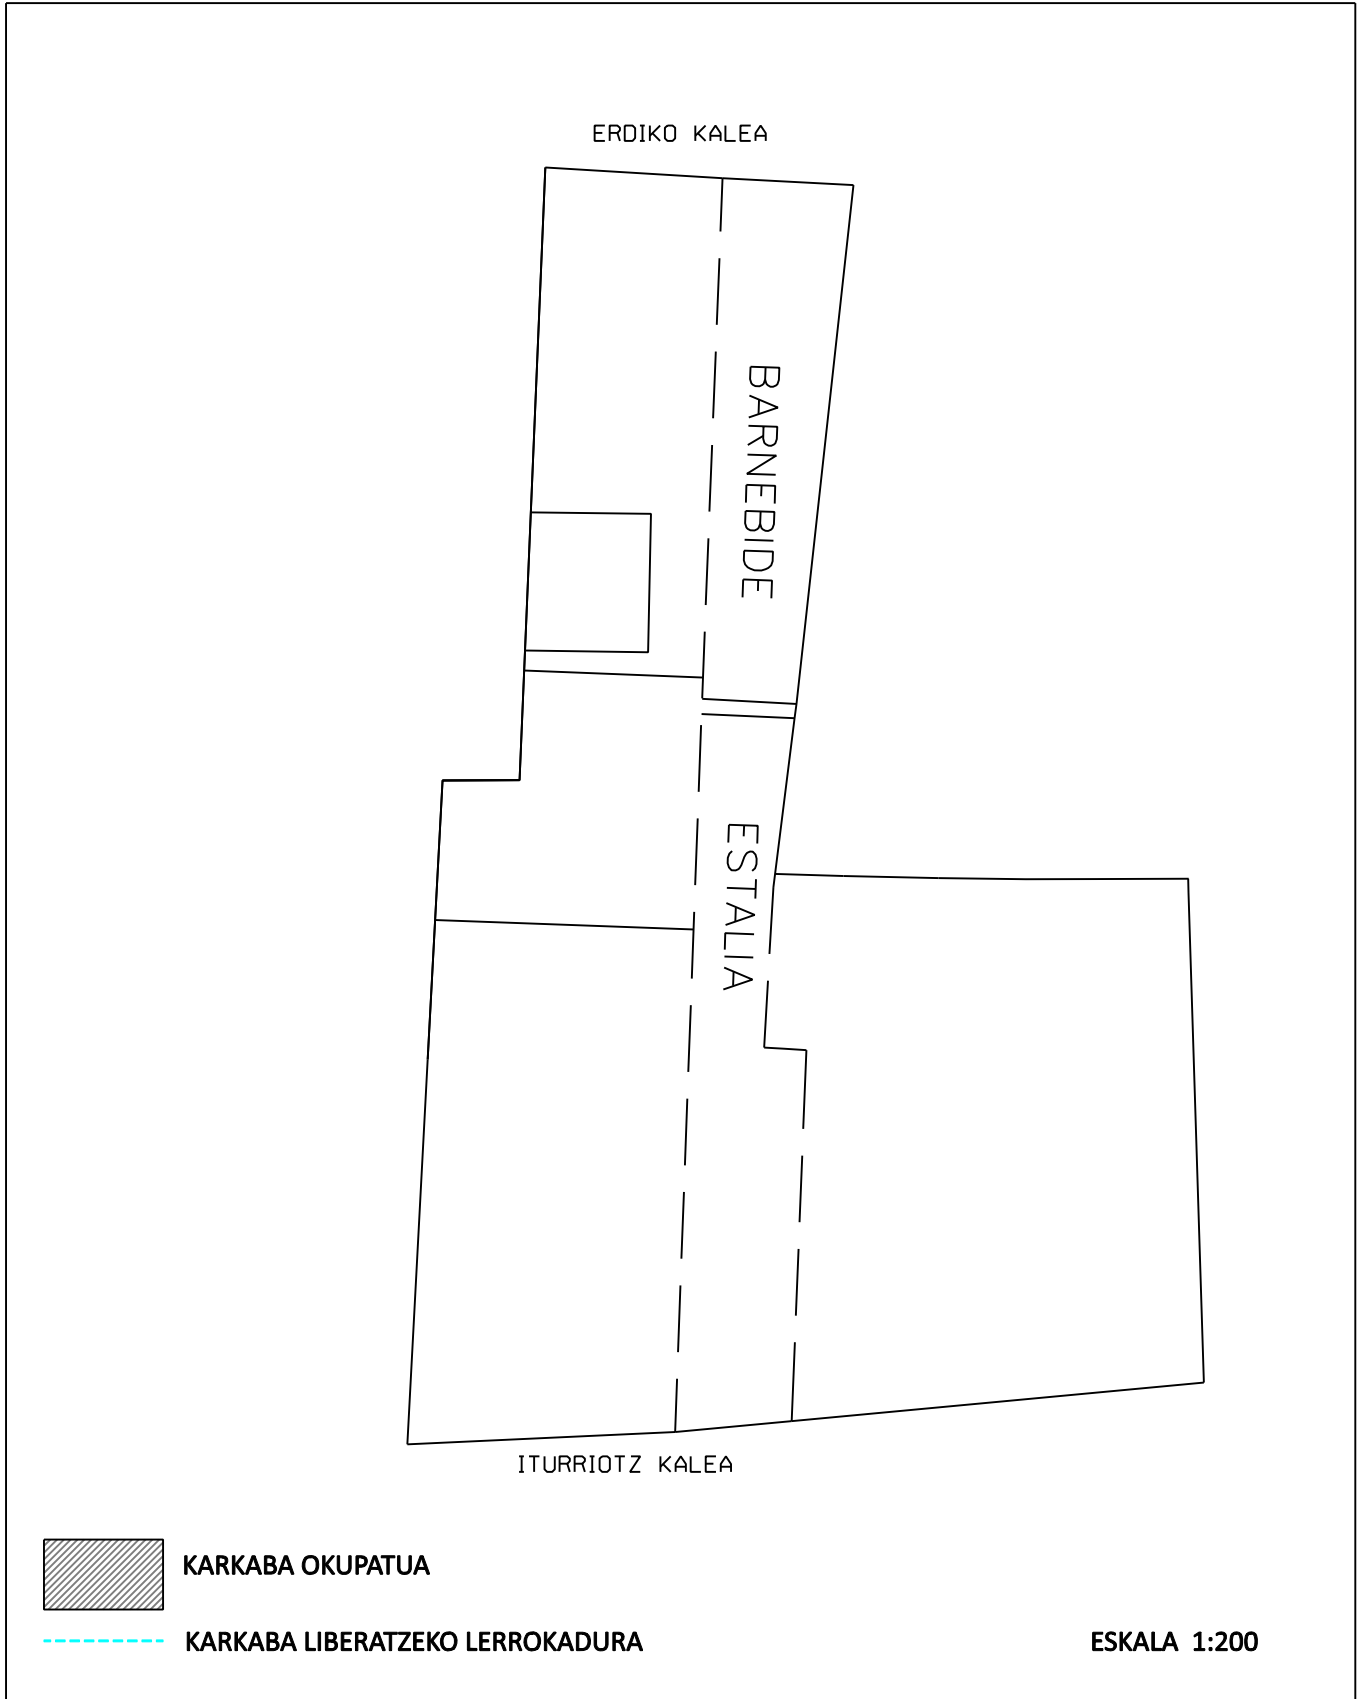 ERDIKO KALEA
BARNEBIDE
ESTALIA
ITURRIOTZ KALEA
KARKABA OKUPATUA
KARKABA LIBERATZEKO LERROKADURA
ESKALA 1:200